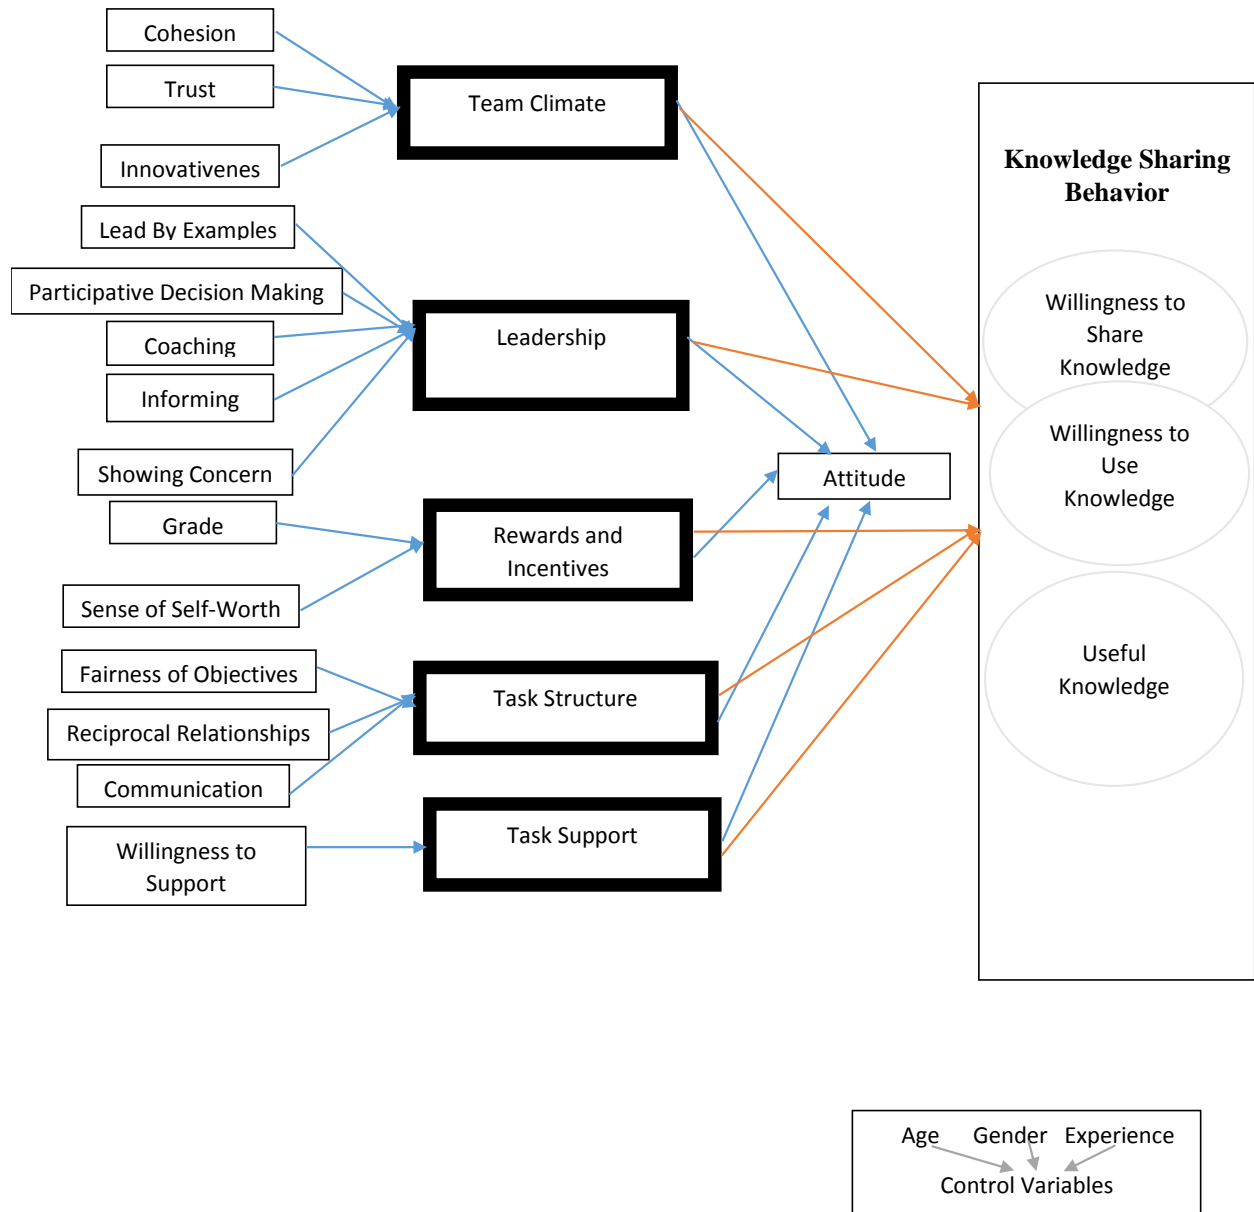 Cohesion
Trust
Innovativenes
Lead By Examples
Participative Decision Making
Coaching
Informing
Showing Concern
Grade
Sense of Self-Worth
Fairness of Objectives
Reciprocal Relationships
Communication
Willingness to
Support
Team Climate
Leadership
Rewards and
Incentives
Task Structure
Task Support
Attitude
Knowledge Sharing
Behavior
Willingness to
Share
Knowledge
Willingness to
Use
Knowledge
Useful
Knowledge
Age Gender Experience
Control Variables